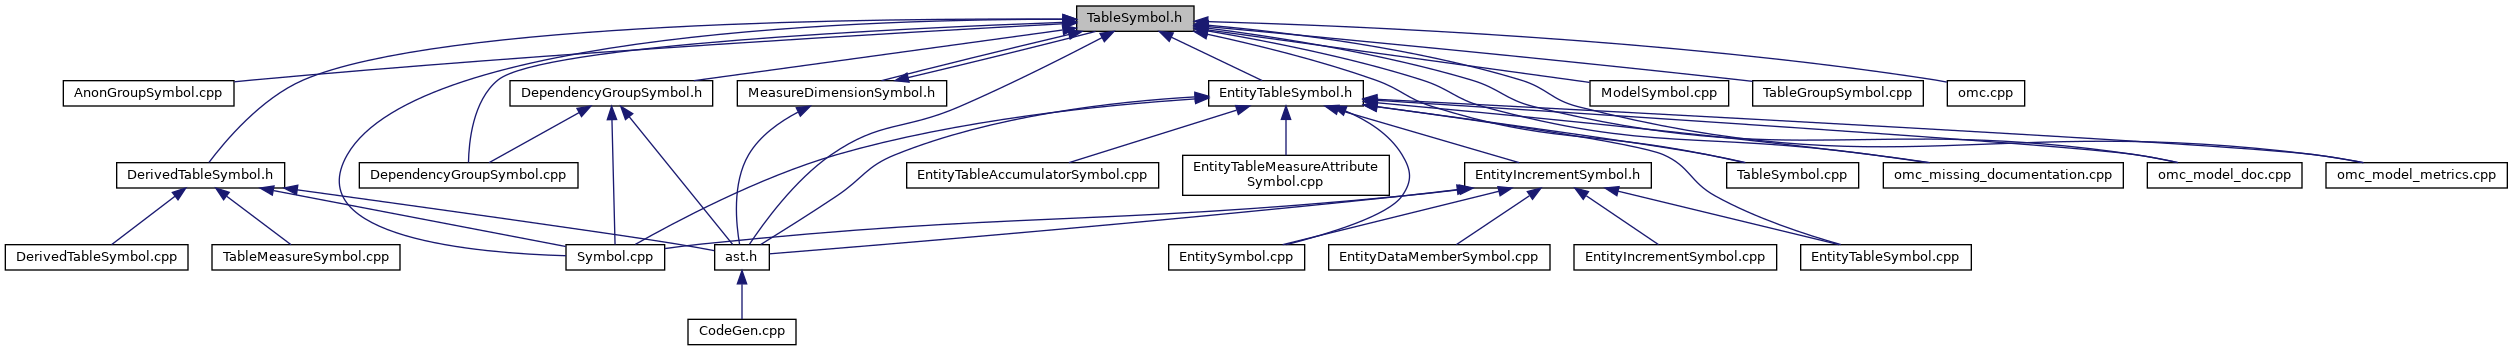 TableSymbol.h
AnonGroupSymbol.cpp
DependencyGroupSymbol.h
MeasureDimensionSymbol.h
EntityTableSymbol.h
ModelSymbol.cpp
TableGroupSymbol.cpp
omc.cpp
DerivedTableSymbol.h
DependencyGroupSymbol.cpp
EntityTableAccumulatorSymbol.cpp
EntityTableMeasureAttribute
Symbol.cpp
EntityIncrementSymbol.h
TableSymbol.cpp
omc_missing_documentation.cpp
omc_model_doc.cpp
omc_model_metrics.cpp
DerivedTableSymbol.cpp
TableMeasureSymbol.cpp
Symbol.cpp
ast.h
EntitySymbol.cpp
EntityDataMemberSymbol.cpp
EntityIncrementSymbol.cpp
EntityTableSymbol.cpp
CodeGen.cpp